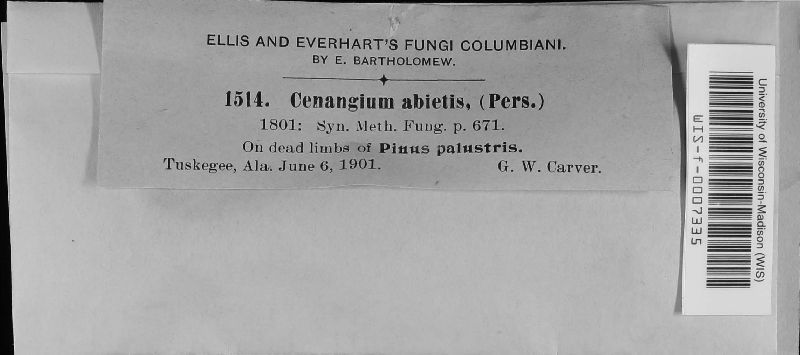 ELLIS AND EVERHART'S FUNGI COLUMBIANI.
BY E. BARTHOLOMEW.
1514. Cenangium abietis, (Pers.)
1801: Syn. Meth. Fung. p. 671.
On dead limbs of Pinus palustris.
Tuskegee, Ala. June 6, 1901. G. W. Carver.
University of Wisconsin-Madison (WIS)
WIS-f-0007335